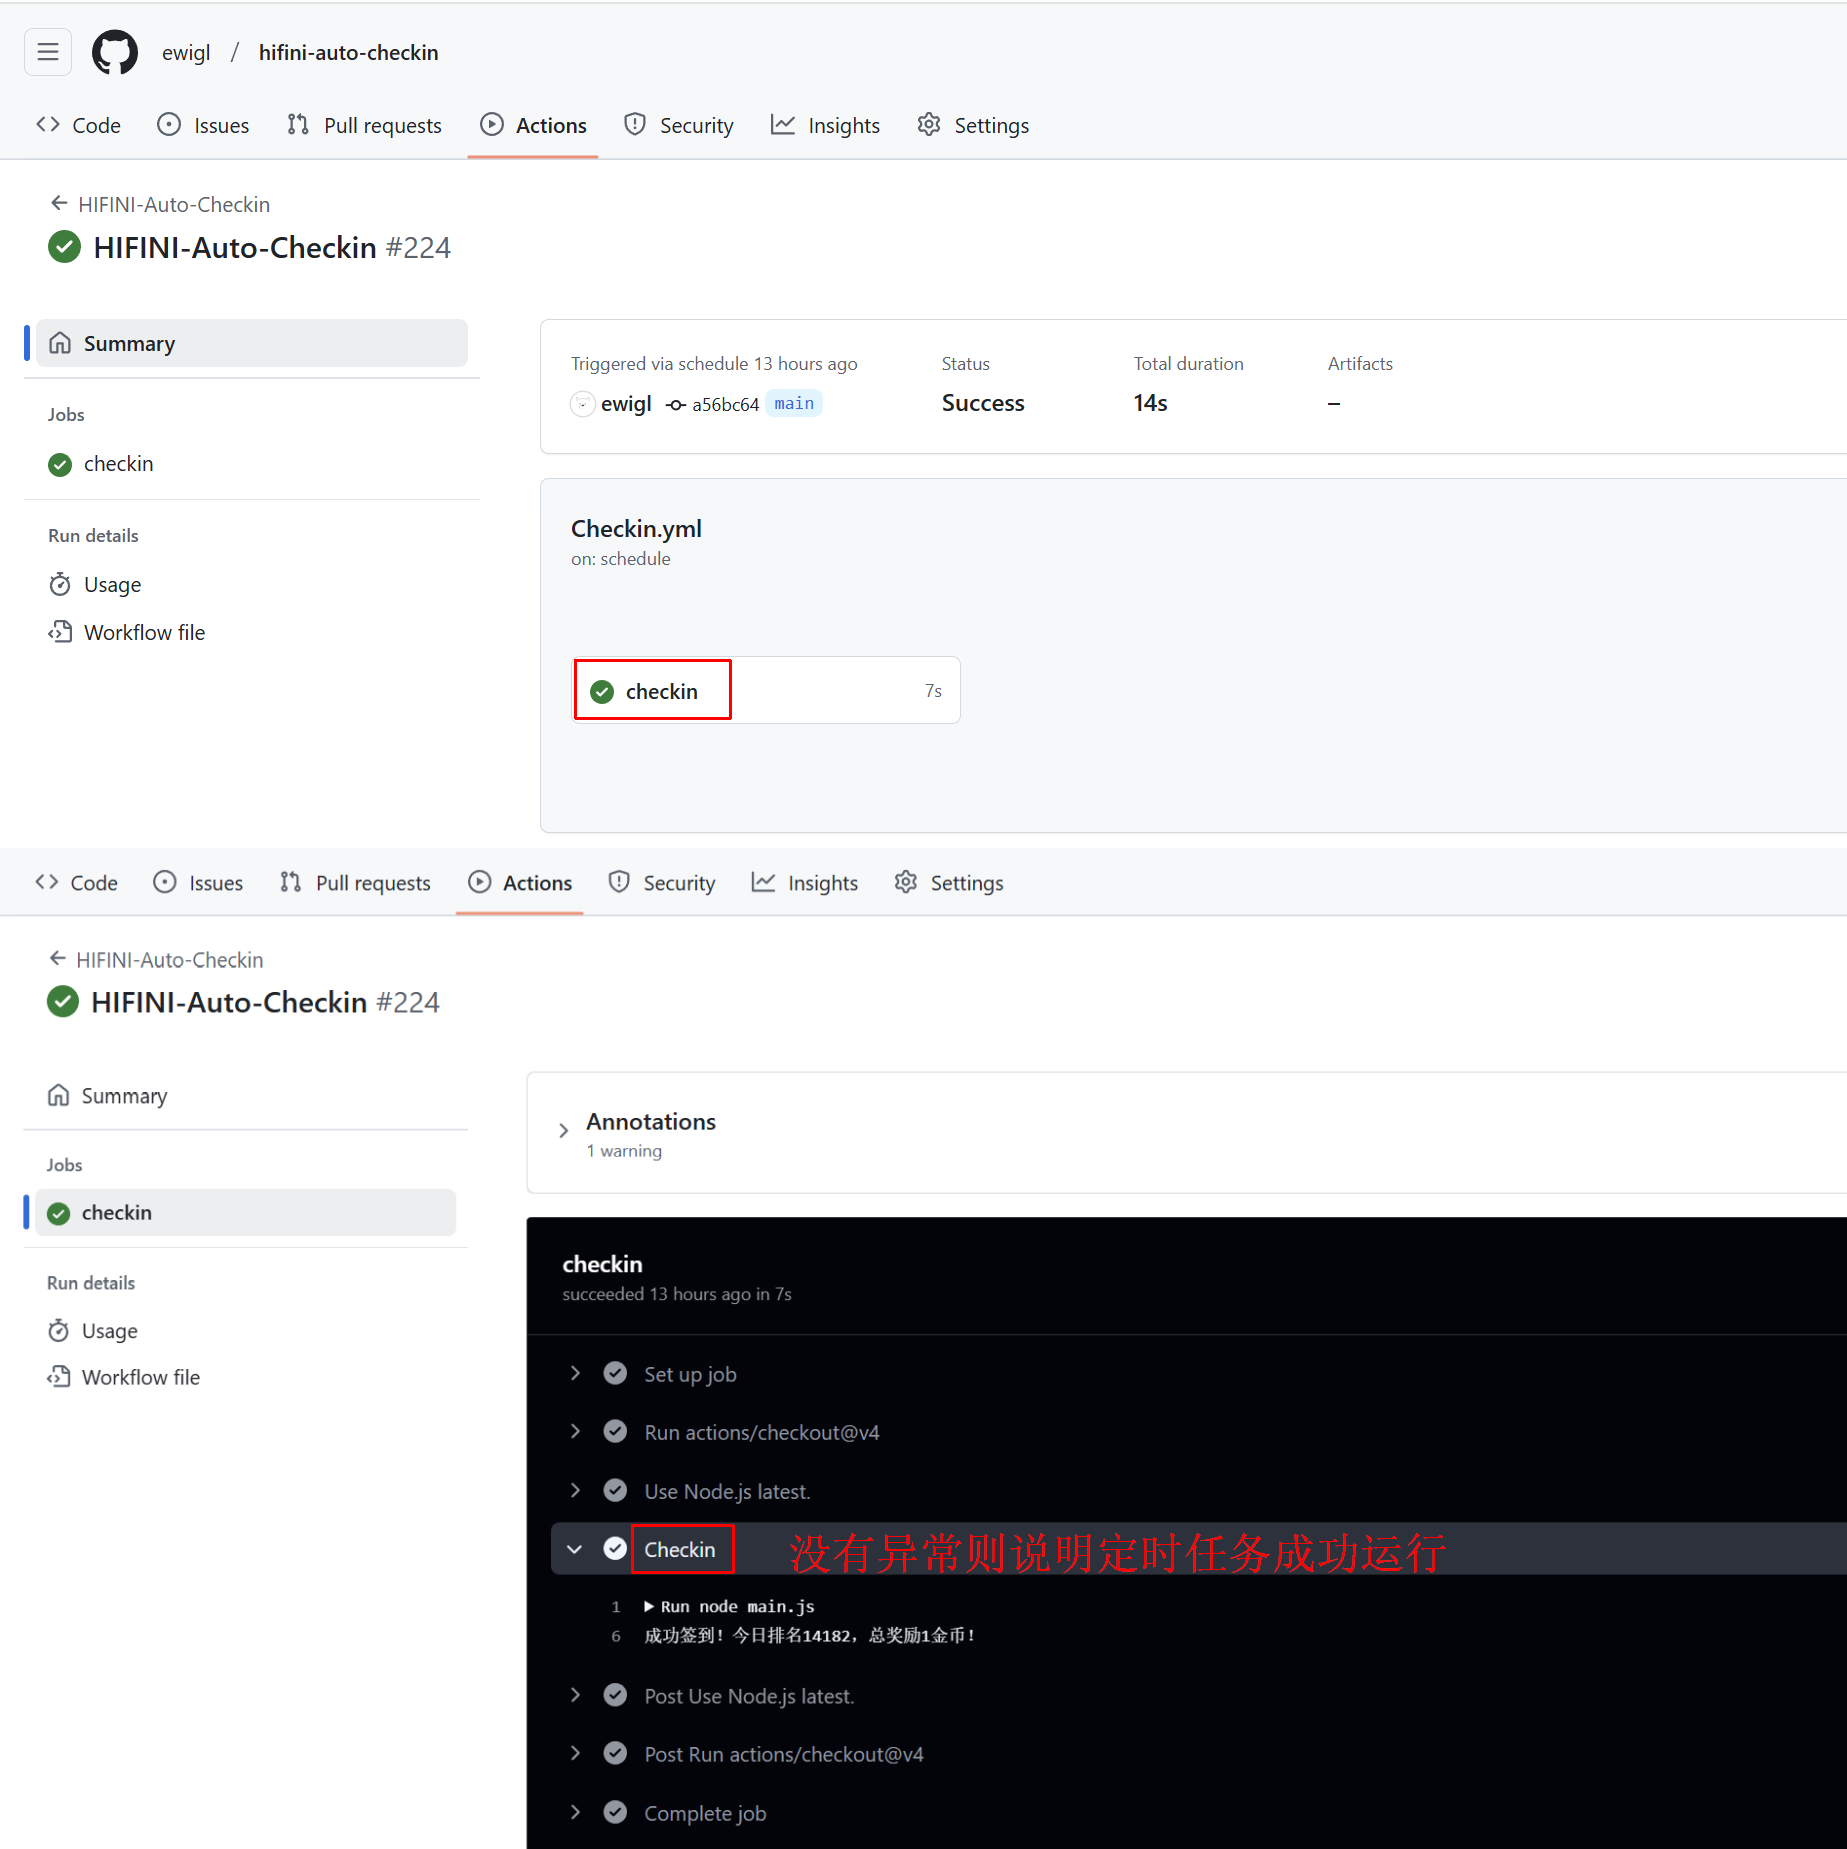 ewigl / hifini-auto-checkin
Code Issues Pull requests Actions Security Insights Settings
HIFINI-Auto-Checkin
HIFINI-Auto-Checkin #224
Summary
Jobs
checkin
Run details
Usage
Workflow file
Triggered via schedule 13 hours ago
ewigl a56bc64 main
Status
Success
Total duration
14s
Artifacts
–
Checkin.yml
on: schedule
checkin 7s
Code Issues Pull requests Actions Security Insights Settings
HIFINI-Auto-Checkin
HIFINI-Auto-Checkin #224
Summary
Jobs
checkin
Run details
Usage
Workflow file
Annotations
1 warning
checkin
succeeded 13 hours ago in 7s
Set up job
Run actions/checkout@v4
Use Node.js latest.
Checkin 没有异常则说明定时任务成功运行
1 Run node main.js
6 成功签到！今日排名14182，总奖励1金币！
Post Use Node.js latest.
Post Run actions/checkout@v4
Complete job